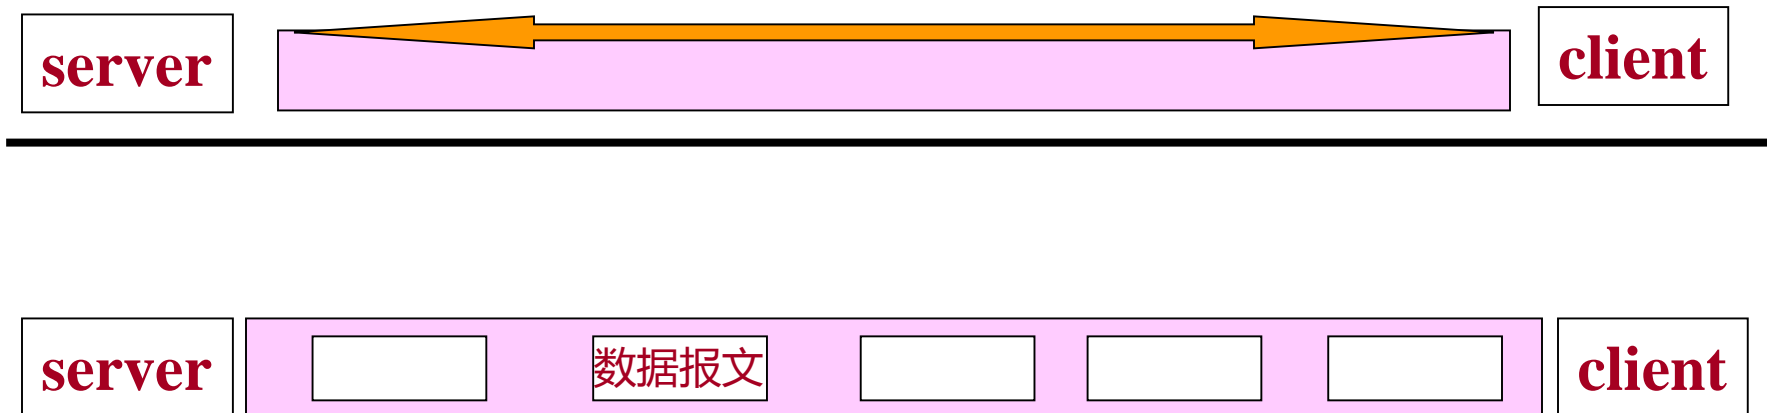 server
client
server
数据报文
client